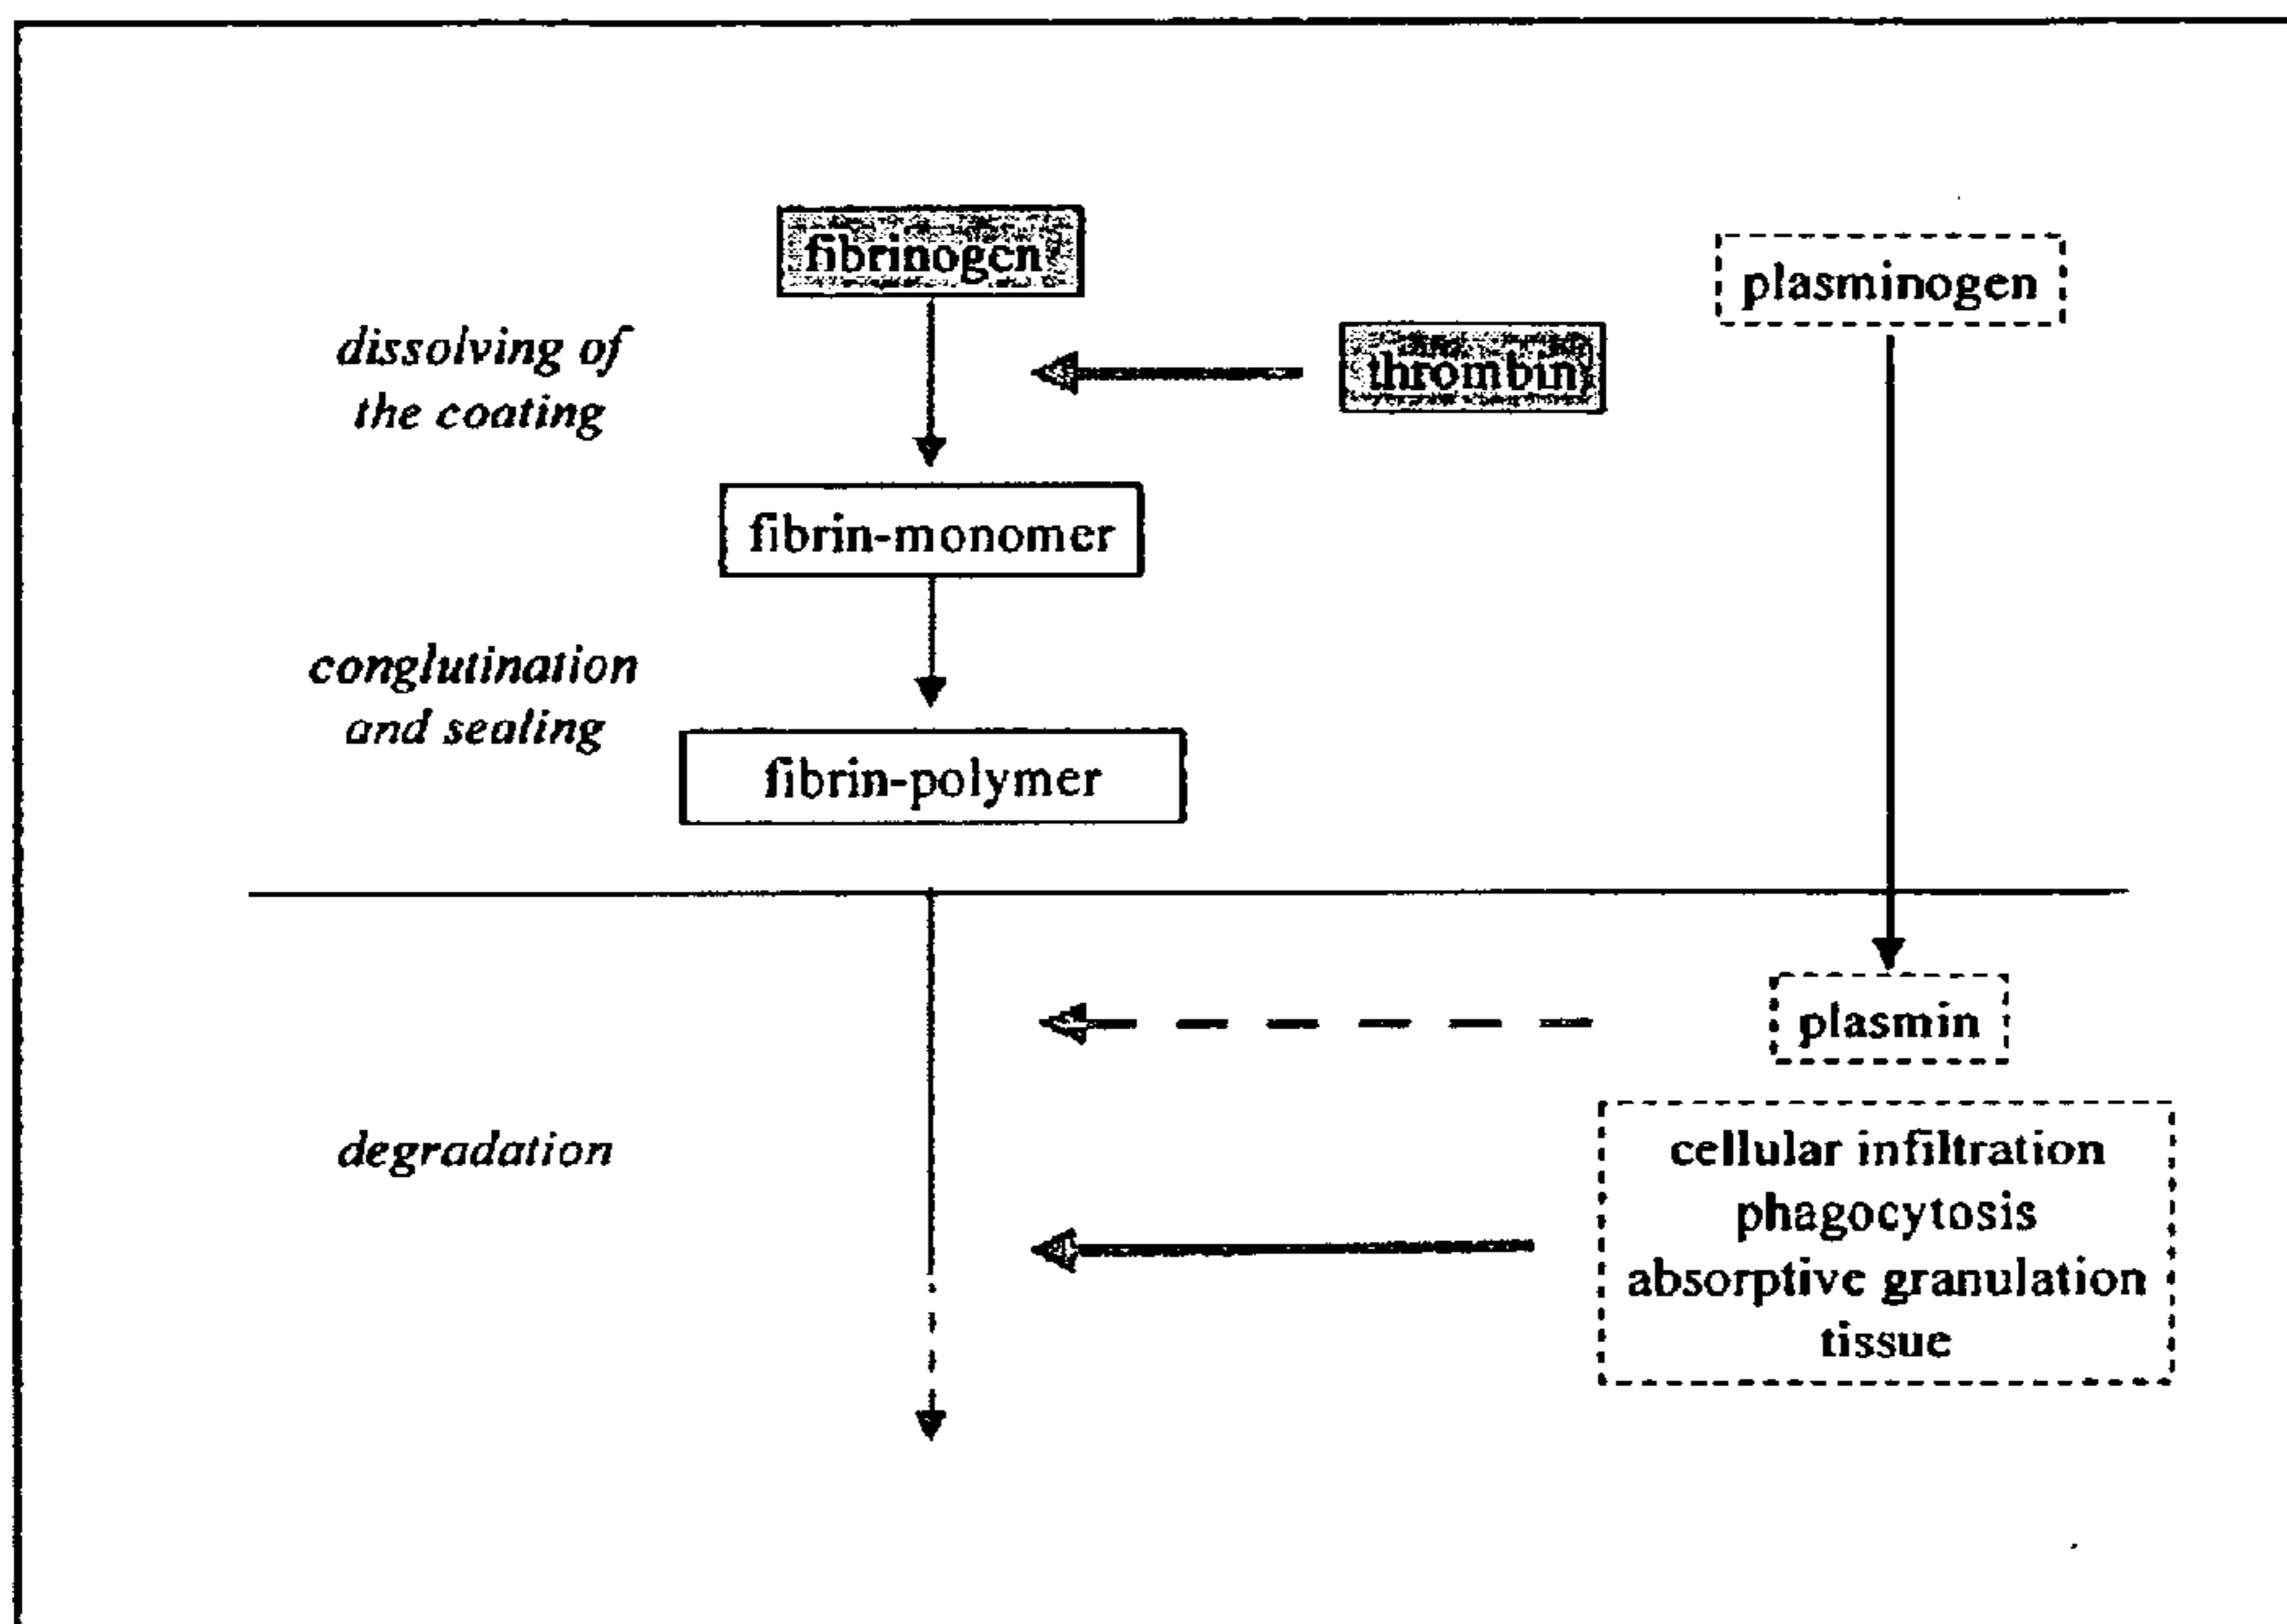 fibrinogen
plasminogen
dissolving of
the coating
thrombin
fibrin-monomer
conglutination
and sealing
fibrin-polymer
plasmin
degradation
cellular infiltration
phagocytosis
absorptive granulation
tissue